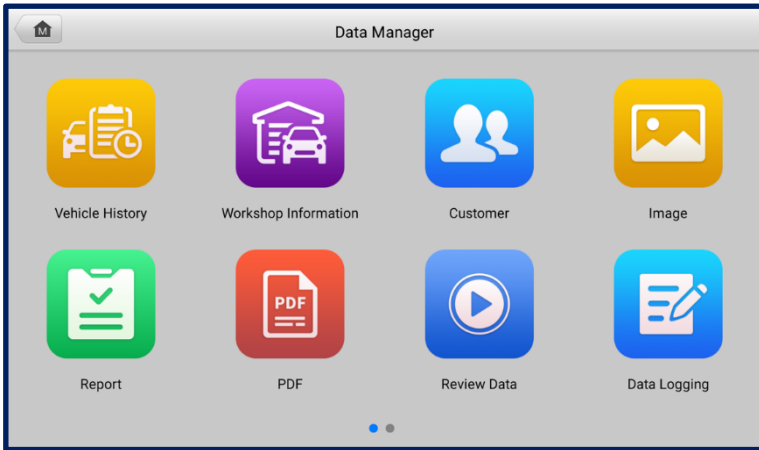 M
Data Manager
Vehicle History
Workshop Information
Customer
Image
PDF
Report
PDF
Review Data
Data Logging